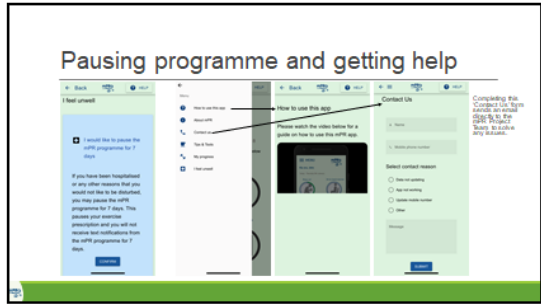 Pausing programme and getting help
← Back
HELP
I feel unwell
I would like to pause the
mPR programme for 7
days
If you have been hospitalised
or any other reasons that you
would not like to be disturbed,
you may pause the mPR
programme for 7 days. This
pauses your exercise
prescription and you will not
receive text notifications from
the mPR programme for 7
days.
CONFIRM
←
HELP
Menu
How to use this app
About mPR
Contact us
Tips & Tools
My progress
I feel unwell
← Back
HELP
How to use this app
Please watch the video below for a
guide on how to use this mPR app.
HELP
Contact Us
Name
Mobile phone number
Select contact reason
Data not updating
App not working
Update mobile number
Other
Message
SUBMIT
Completing this
'Contact Us' form
sends an email
directly to the
mPR Project
Team to solve
any issues.